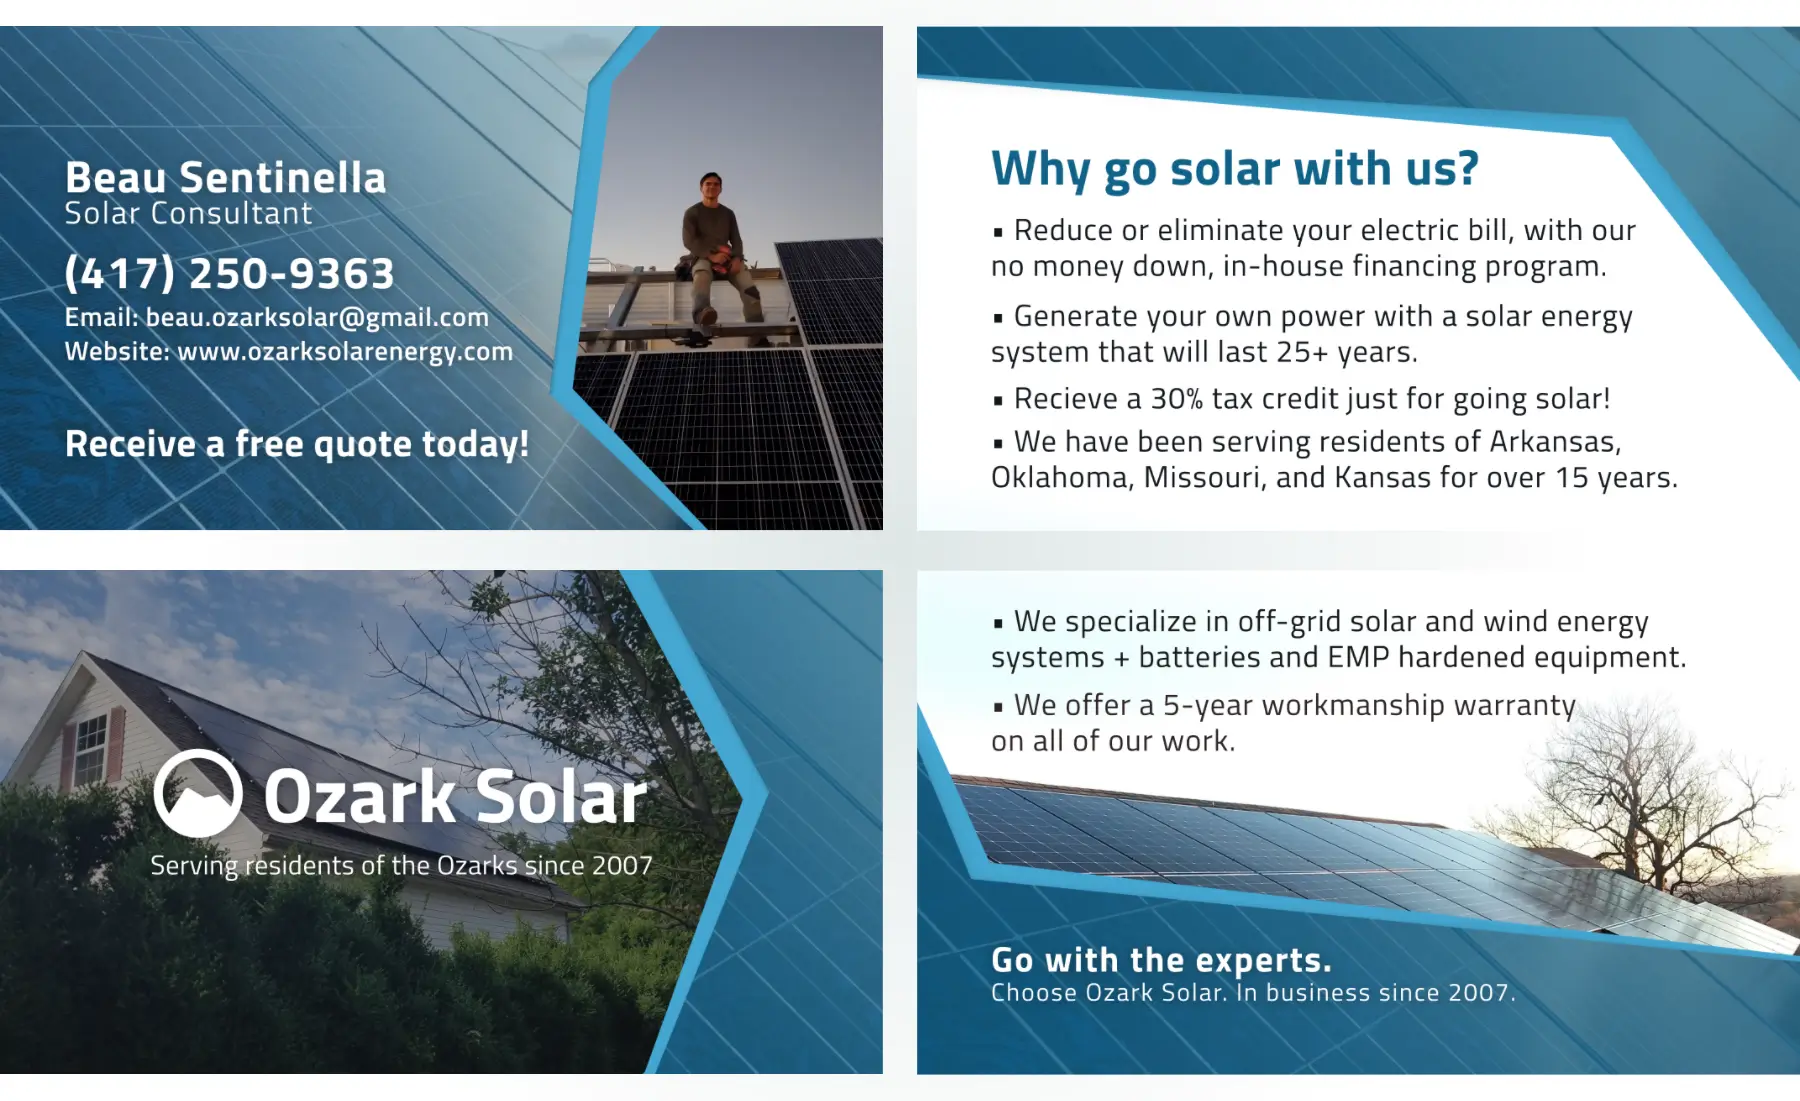 Beau Sentinella
Solar Consultant
(417) 250-9363
Email: beau.ozarksolar@gmail.com
Website: www.ozarksolarenergy.com
Receive a free quote today!
Why go solar with us?
▪ Reduce or eliminate your electric bill, with our
no money down, in-house financing program.
▪ Generate your own power with a solar energy
system that will last 25+ years.
▪ Recieve a 30% tax credit just for going solar!
▪ We have been serving residents of Arkansas,
Oklahoma, Missouri, and Kansas for over 15 years.
Ozark Solar
Serving residents of the Ozarks since 2007
▪ We specialize in off-grid solar and wind energy
systems + batteries and EMP hardened equipment.
▪ We offer a 5-year workmanship warranty
on all of our work.
Go with the experts.
Choose Ozark Solar. In business since 2007.